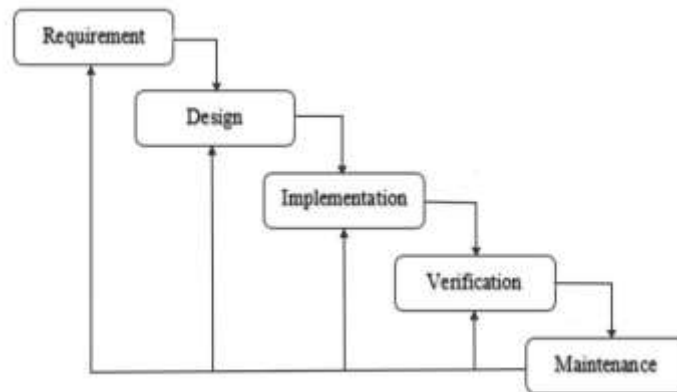 Requirement
Design
Implementation
Verification
Maintenance